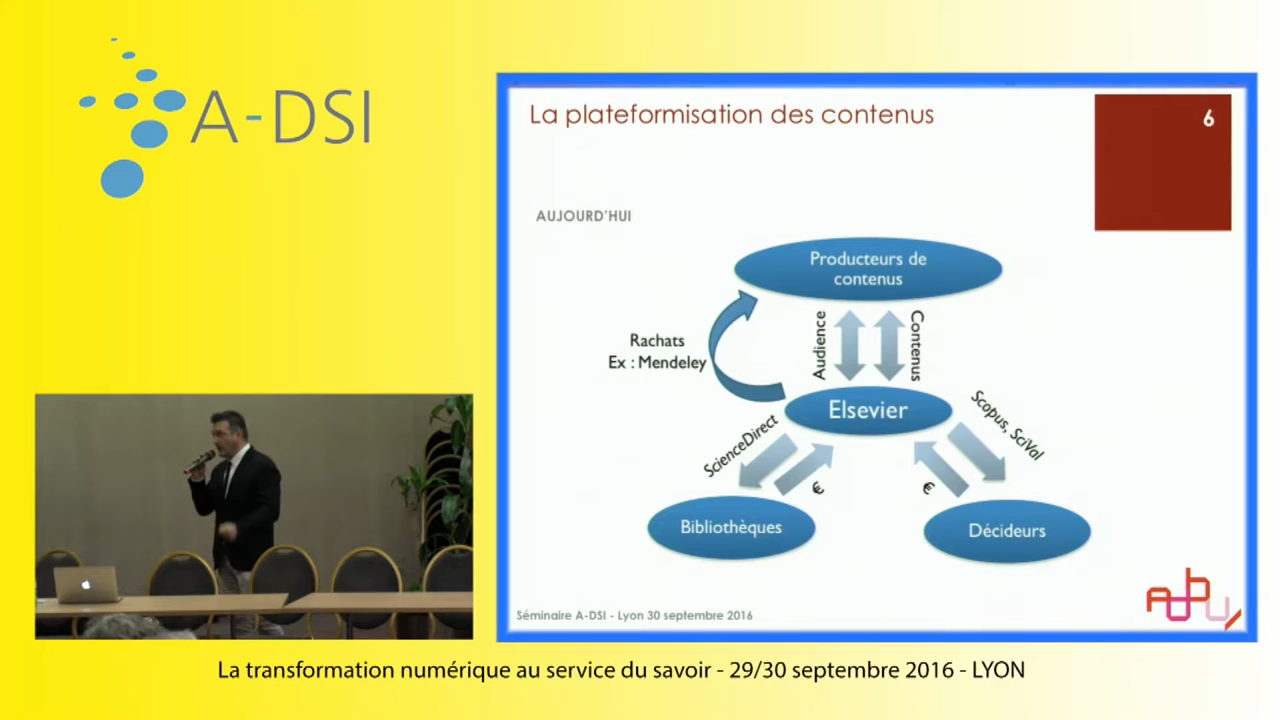 A-DSI
La plateformisation des contenus
6
AUJOURD'HUI
Producteurs de
contenus
Rachats
Ex : Mendeley
Audience
Contenus
Elsevier
ScienceDirect
€
€
Scopus, SciVal
Bibliothèques
Décideurs
Séminaire A-DSI - Lyon 30 septembre 2016
Adbu
La transformation numérique au service du savoir - 29/30 septembre 2016 - LYON